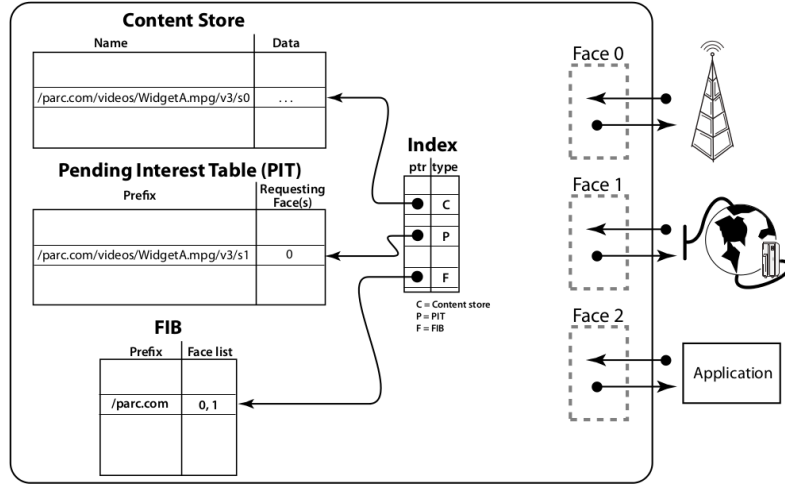 Content Store
Name Data
/parc.com/videos/WidgetA.mpg/v3/s0 ...
Pending Interest Table (PIT)
Prefix Requesting Face(s)
/parc.com/videos/WidgetA.mpg/v3/s1 0
FIB
Prefix Face list
/parc.com 0, 1
Index
ptr type
C
P
F
C = Content store
P = PIT
F = FIB
Face 0
Face 1
Face 2
Application